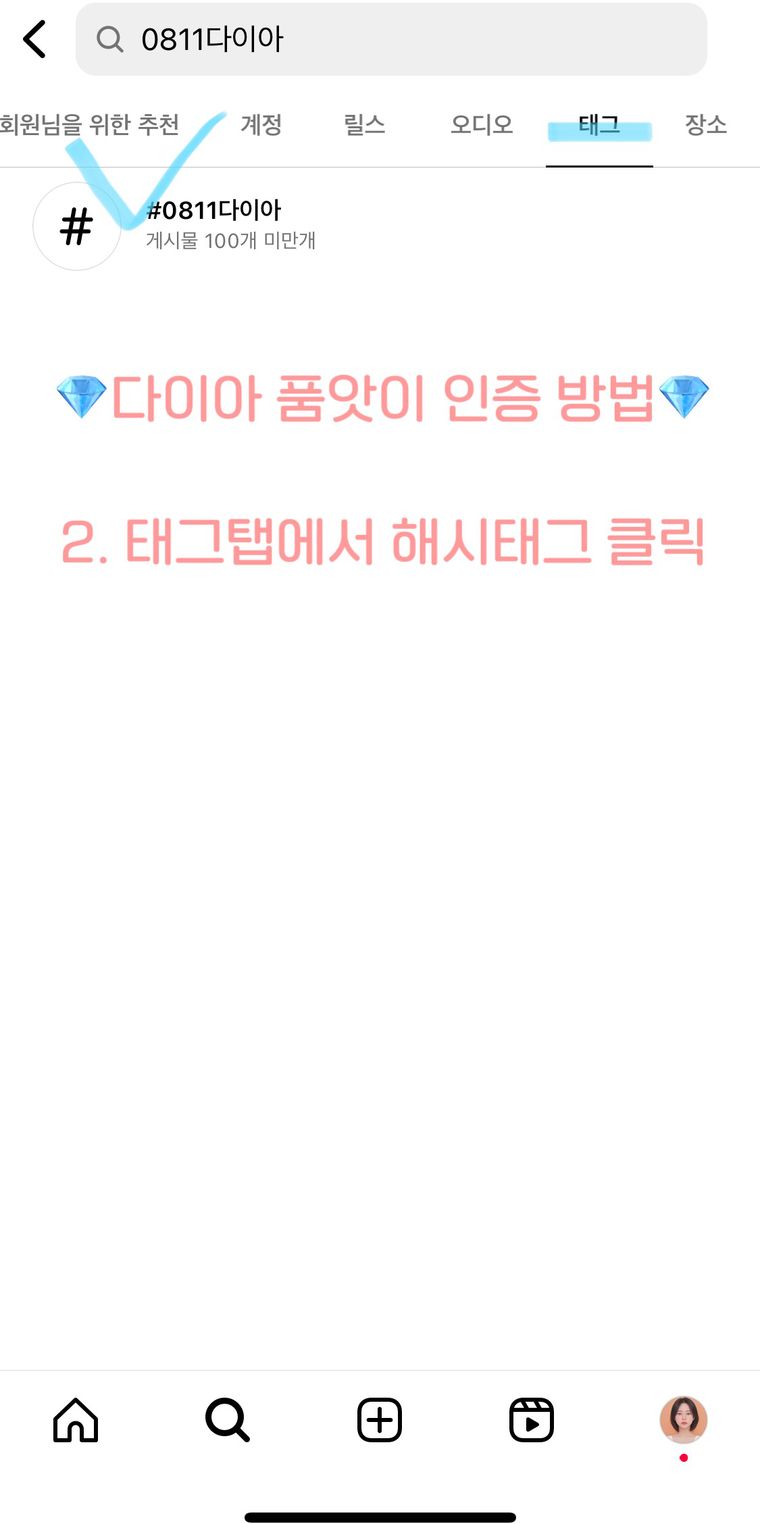 0811다이아
회원님을 위한 추천 계정 릴스 오디오 태그 장소
#
#0811다이아
게시물 100개 미만개
💎다이아 품앗이 인증 방법💎
2. 태그탭에서 해시태그 클릭